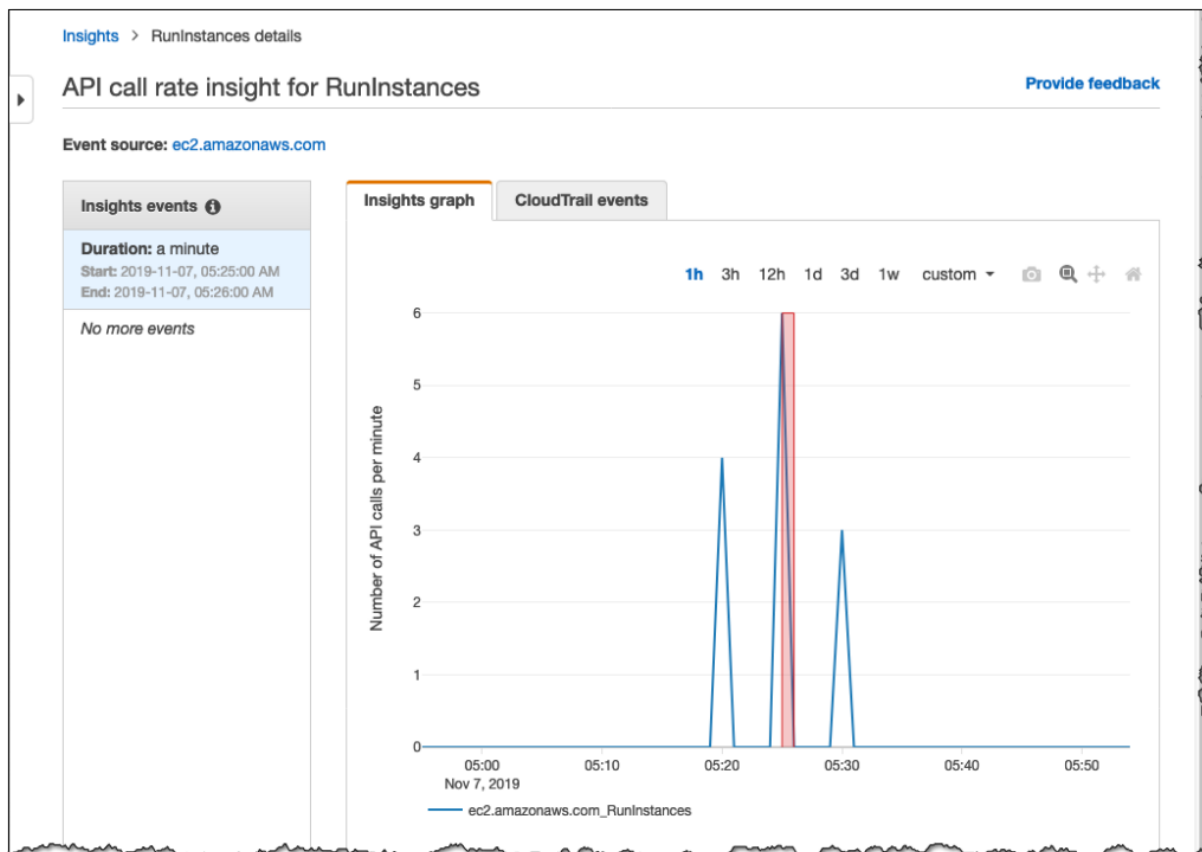 Insights > RunInstances details
API call rate insight for RunInstances
Provide feedback
Event source: ec2.amazonaws.com
Insights events
Duration: a minute
Start: 2019-11-07, 05:25:00 AM
End: 2019-11-07, 05:26:00 AM
No more events
Insights graph
CloudTrail events
1h 3h 12h 1d 3d 1w custom
Number of API calls per minute
6
5
4
3
2
1
0
05:00 05:10 05:20 05:30 05:40 05:50
Nov 7, 2019
ec2.amazonaws.com_RunInstances